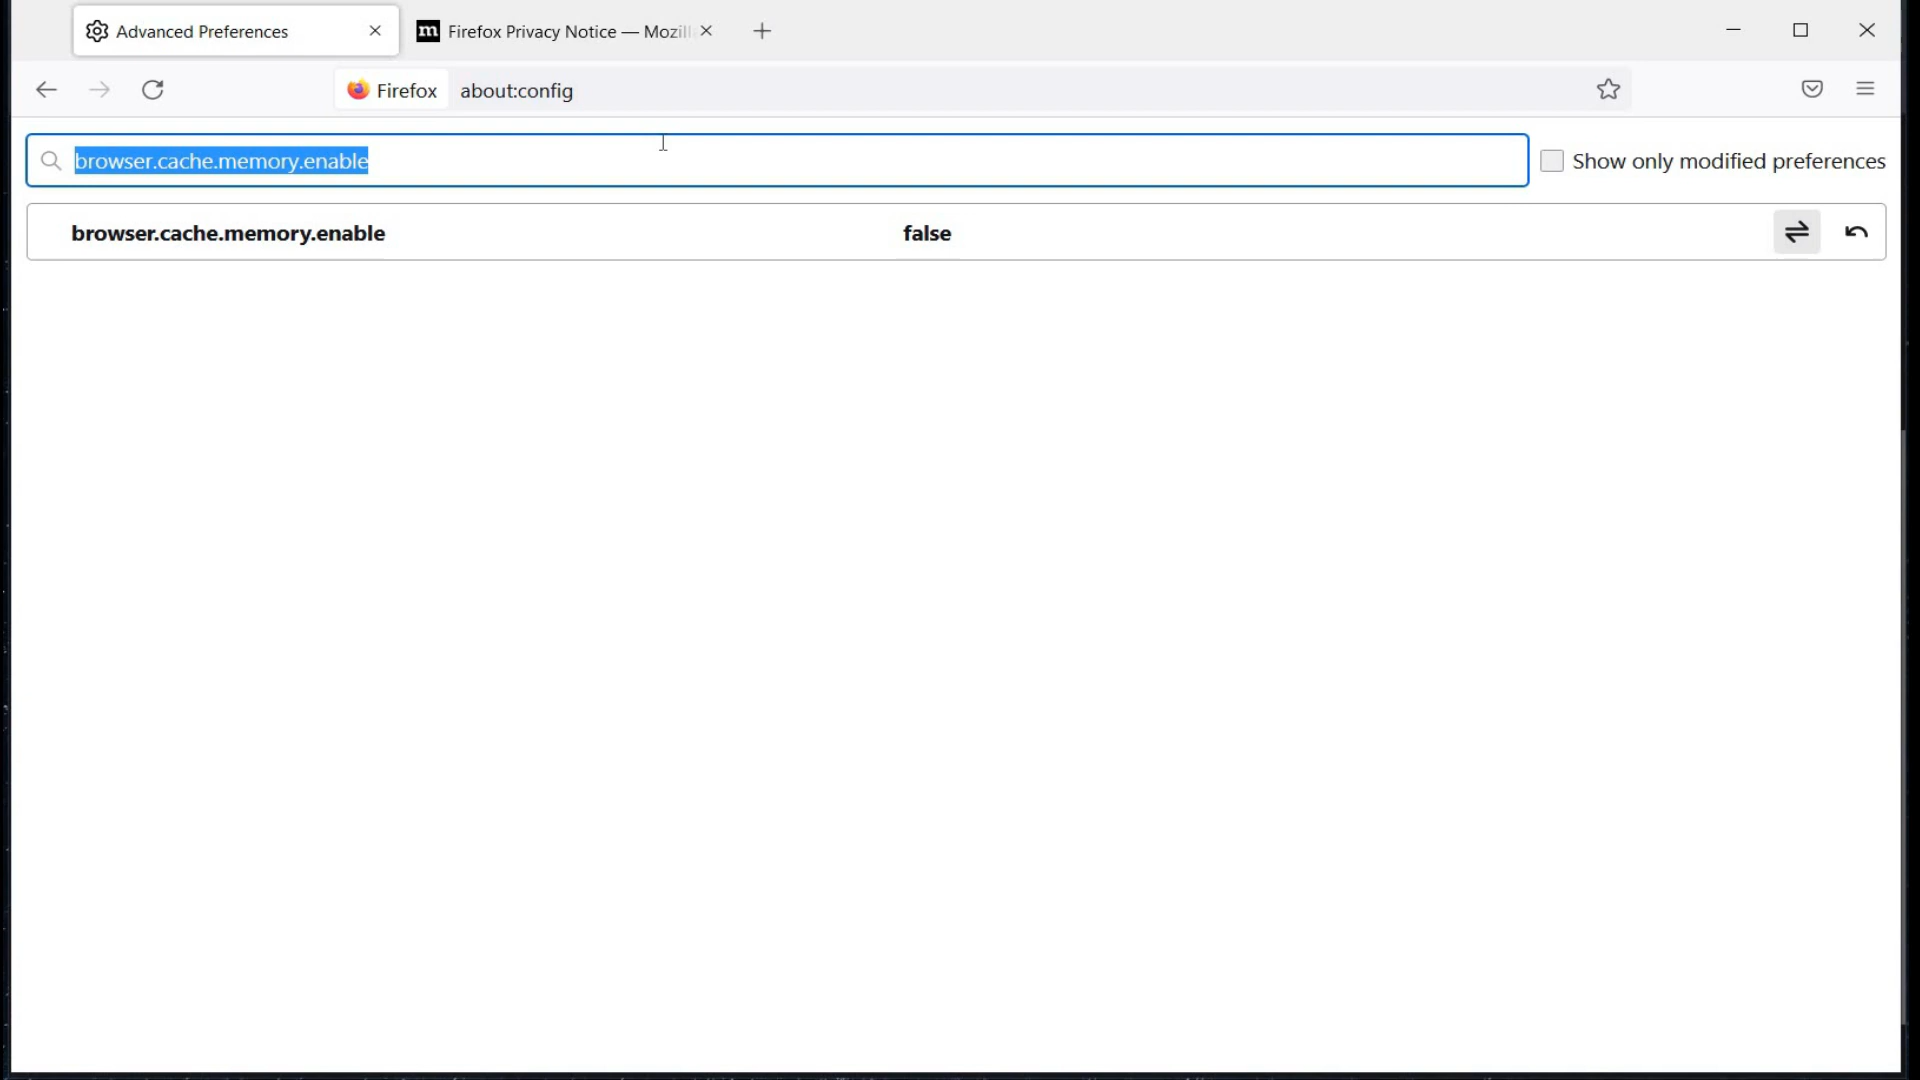 Advanced Preferences
Firefox Privacy Notice — Mozill
Firefox about:config
browser.cache.memory.enable
Show only modified preferences
browser.cache.memory.enable false